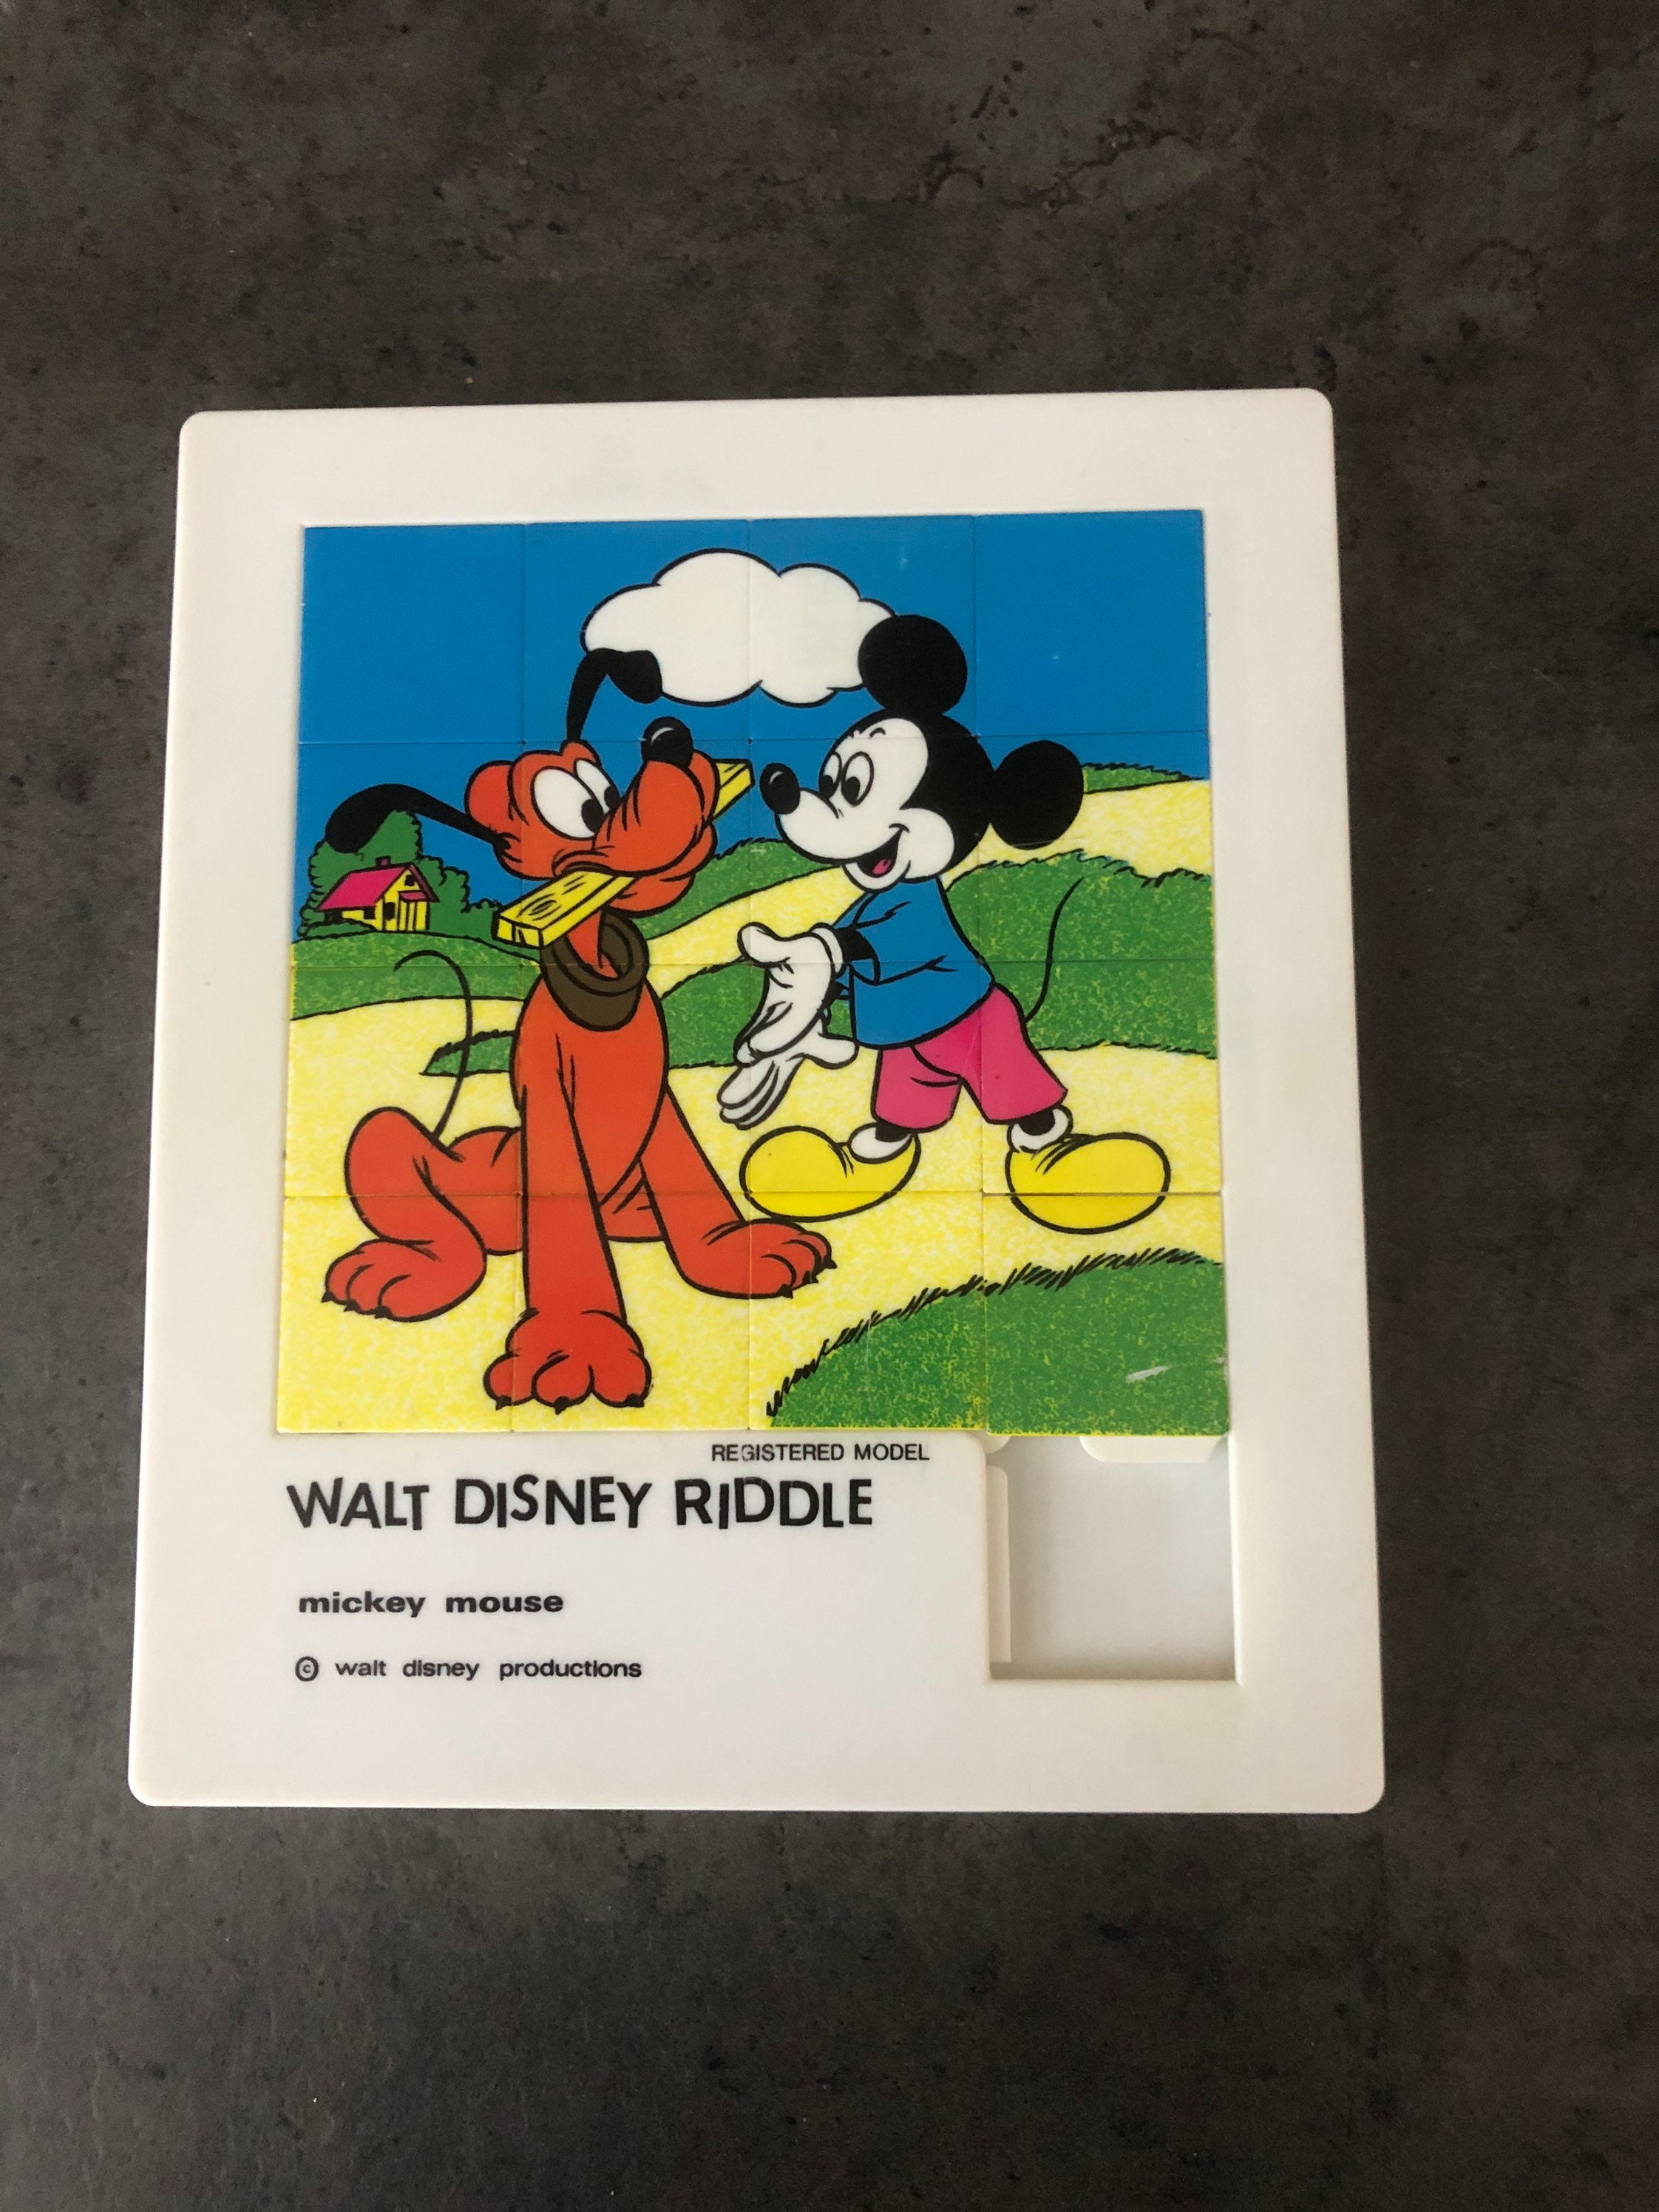 REGISTERED MODEL
WALT DISNEY RIDDLE
mickey mouse
© walt disney productions